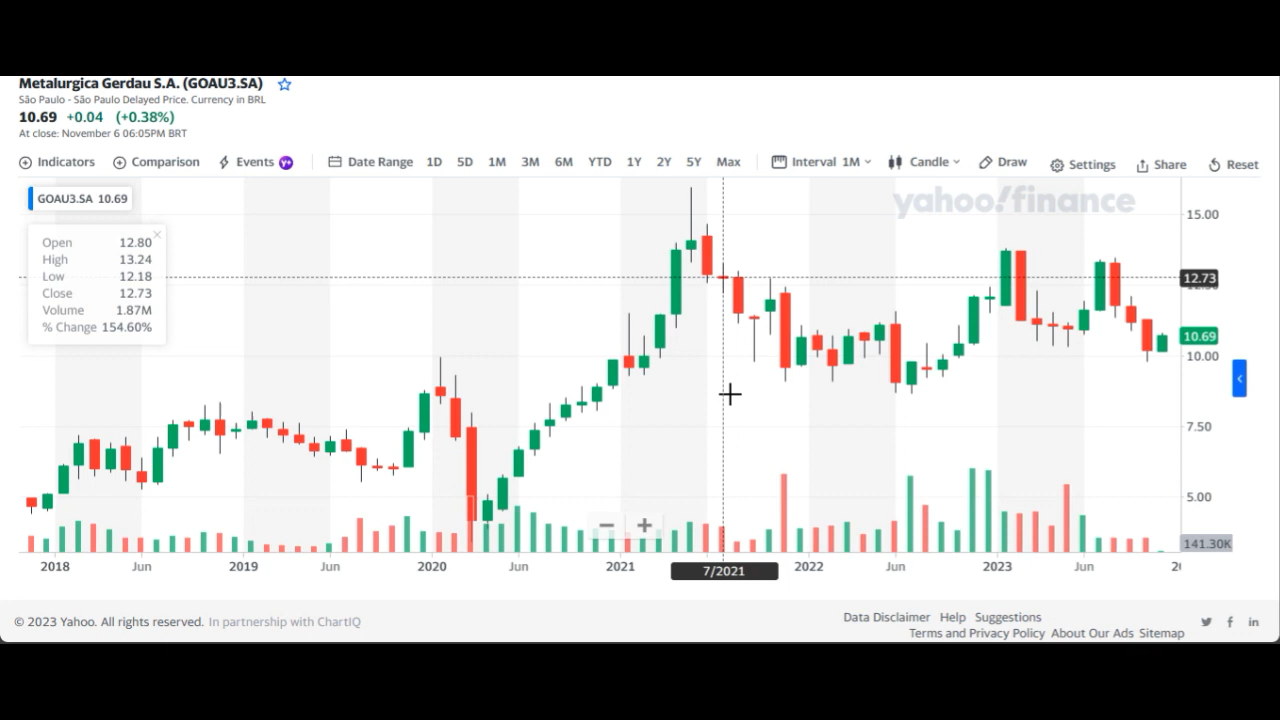 Metalurgica Gerdau S.A. (GOAU3.SA)
São Paulo - São Paulo Delayed Price. Currency in BRL
10.69 +0.04 (+0.38%)
At close: November 6 06:05PM BRT
Indicators Comparison Events Y+ Date Range 1D 5D 1M 3M 6M YTD 1Y 2Y 5Y Max Interval 1M Candle Draw Settings Share Reset
GOAU3.SA 10.69
yahoo!finance
15.00
Open 12.80
High 13.24
Low 12.18
Close 12.73
Volume 1.87M
% Change 154.60%
12.73
10.69
10.00
7.50
5.00
141.30K
2018 Jun 2019 Jun 2020 Jun 2021 7/2021 2022 Jun 2023 Jun
© 2023 Yahoo. All rights reserved. In partnership with ChartIQ
Data Disclaimer Help Suggestions
Terms and Privacy Policy About Our Ads Sitemap